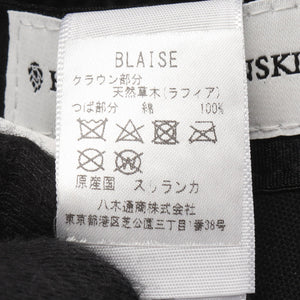 BLAISE
クラウン部分
天然草木(ラフィア)
つば部分 綿 100%
原産国 スリランカ
八木通商株式会社
東京都港区芝公園三丁目1番38号